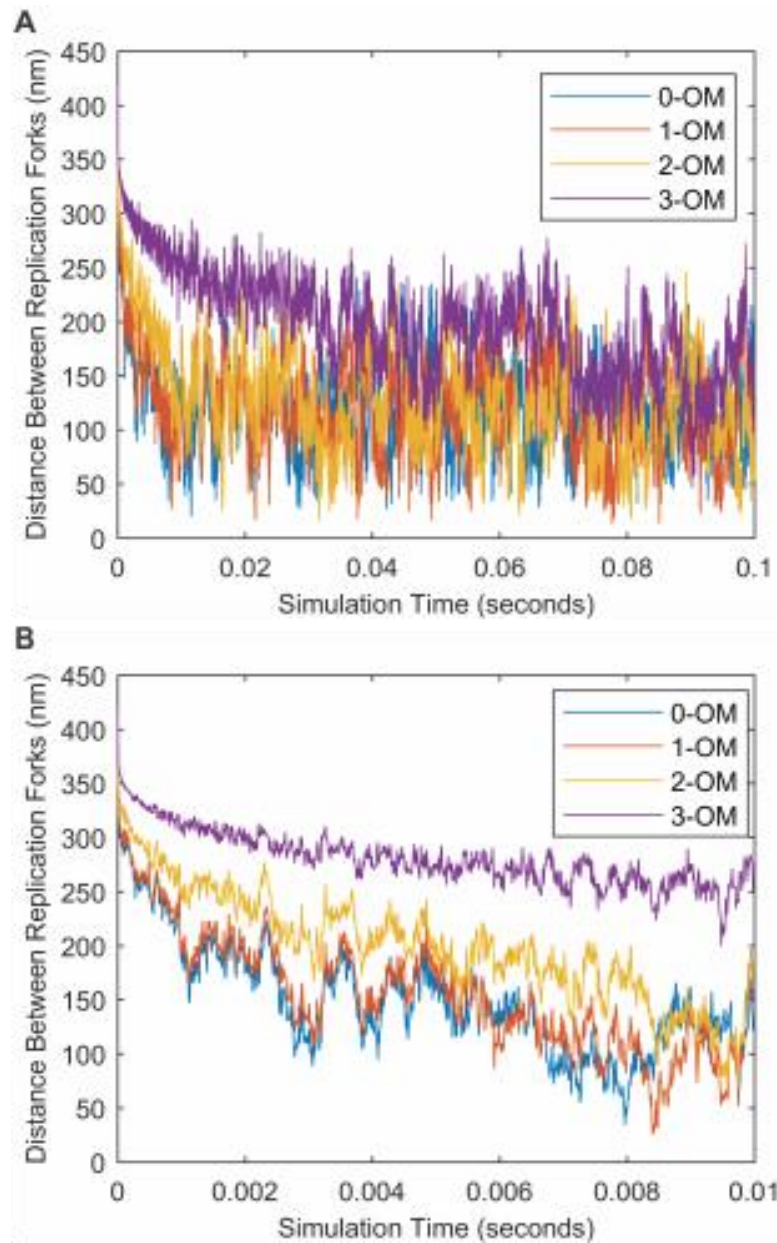 A
Distance Between Replication Forks (nm)
450
400
350
300
250
200
150
100
50
0
0-OM
1-OM
2-OM
3-OM
0
0.02
0.04
0.06
0.08
0.1
Simulation Time (seconds)
B
Distance Between Replication Forks (nm)
450
400
350
300
250
200
150
100
50
0
0-OM
1-OM
2-OM
3-OM
0
0.002
0.004
0.006
0.008
0.01
Simulation Time (seconds)